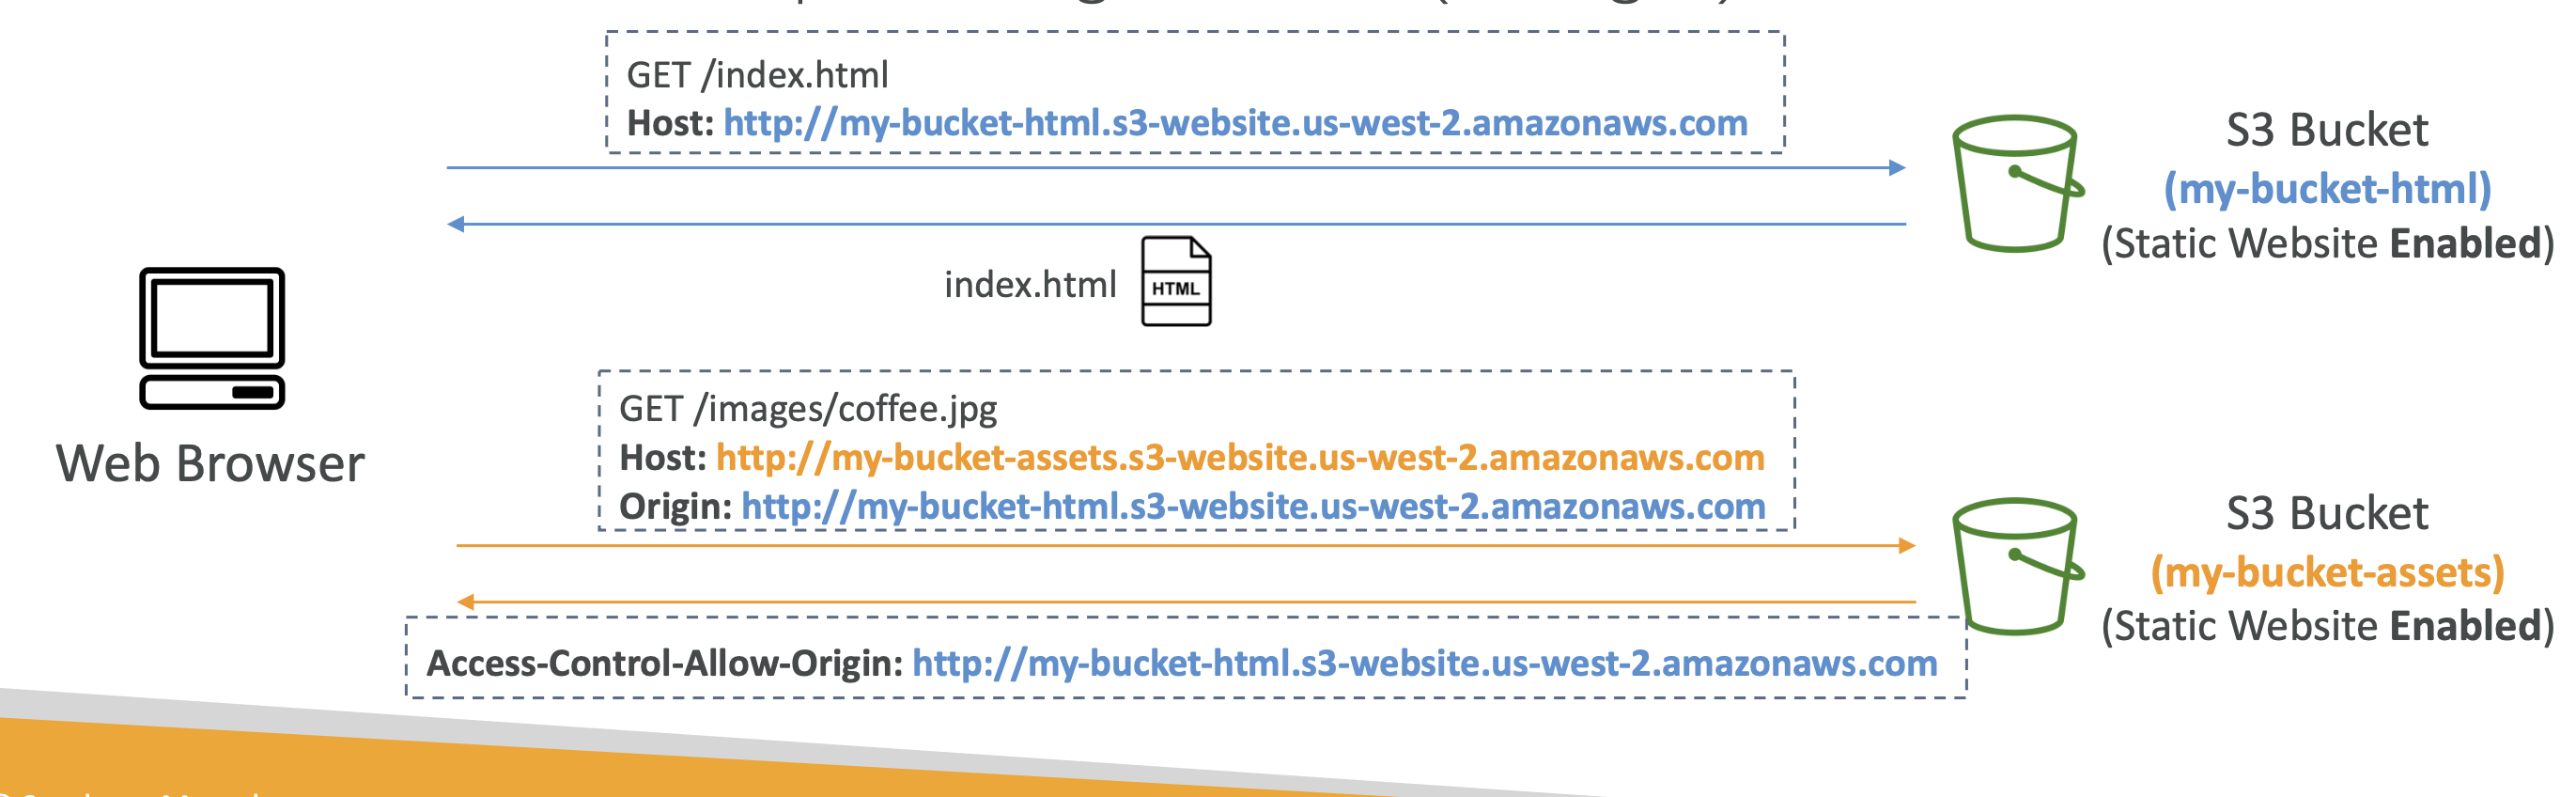 GET /index.html
Host: http://my-bucket-html.s3-website.us-west-2.amazonaws.com
S3 Bucket
(my-bucket-html)
(Static Website Enabled)
index.html
HTML
Web Browser
GET /images/coffee.jpg
Host: http://my-bucket-assets.s3-website.us-west-2.amazonaws.com
Origin: http://my-bucket-html.s3-website.us-west-2.amazonaws.com
S3 Bucket
(my-bucket-assets)
(Static Website Enabled)
Access-Control-Allow-Origin: http://my-bucket-html.s3-website.us-west-2.amazonaws.com